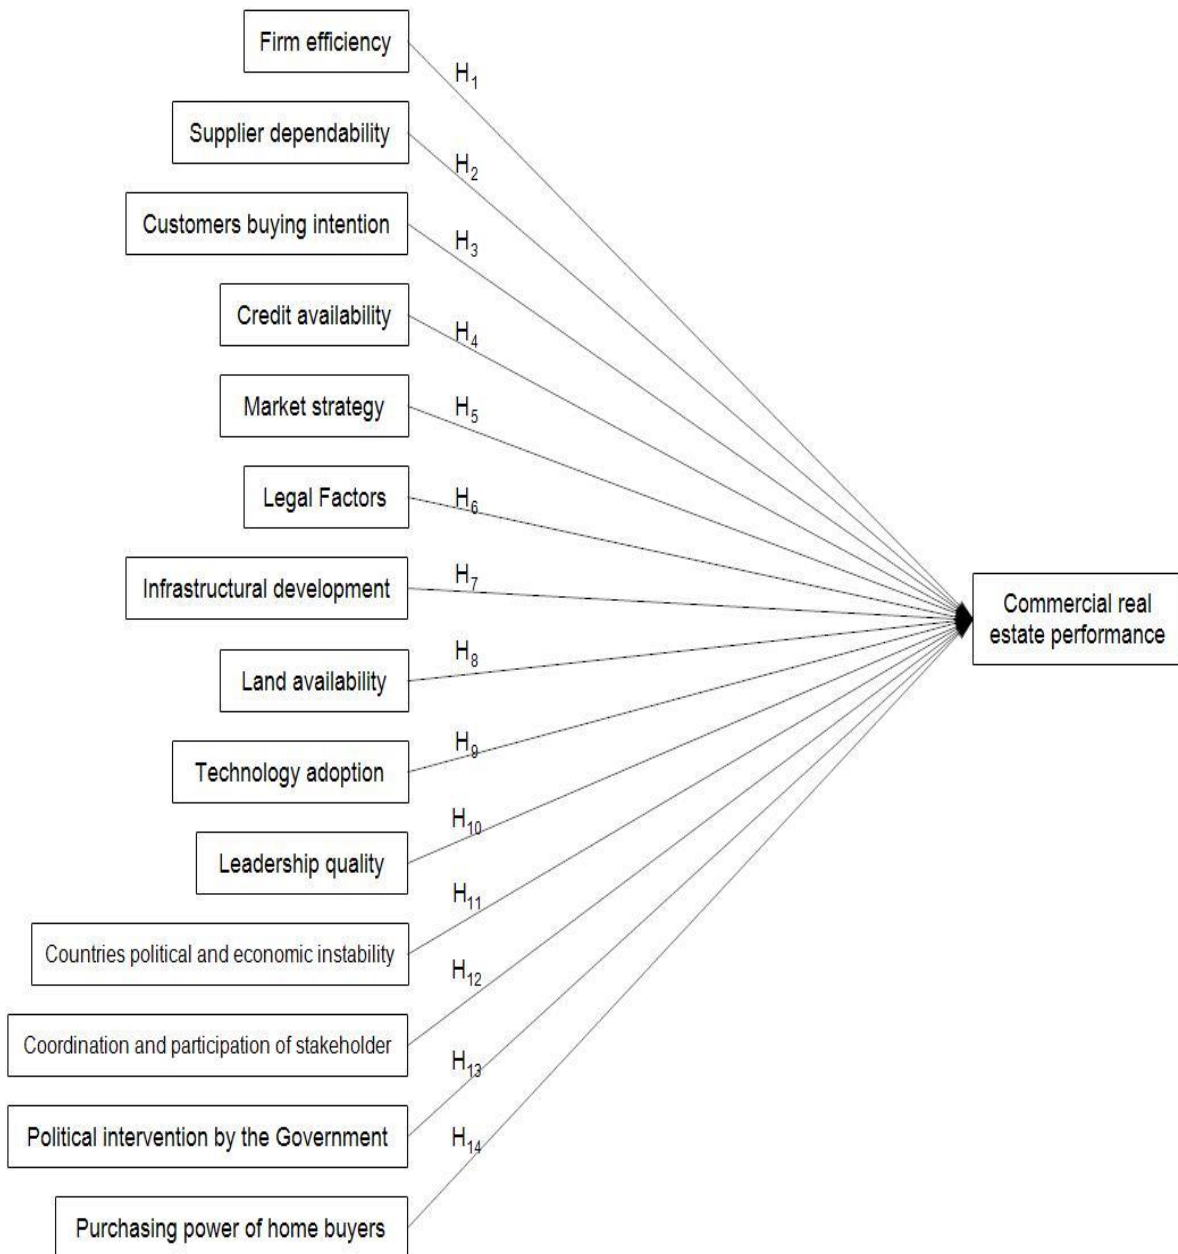 Firm efficiency
H1
Supplier dependability
H2
Customers buying intention
H3
Credit availability
H4
Market strategy
H5
Legal Factors
H6
Infrastructural development
H7
Commercial real
estate performance
Land availability
H8
Technology adoption
H9
Leadership quality
H10
Countries political and economic instability
H11
Coordination and participation of stakeholder
H12
Political intervention by the Government
H13
Purchasing power of home buyers
H14